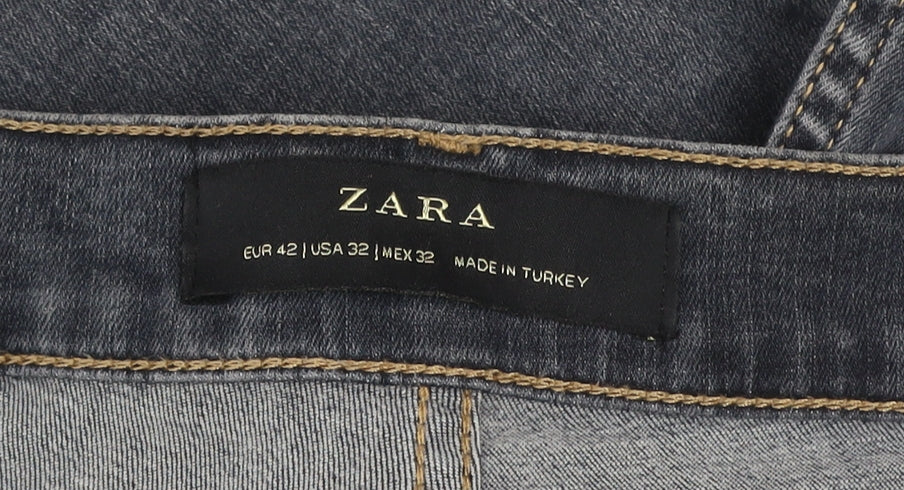 ZARA
EUR 42 | USA 32 | MEX 32 MADE IN TURKEY